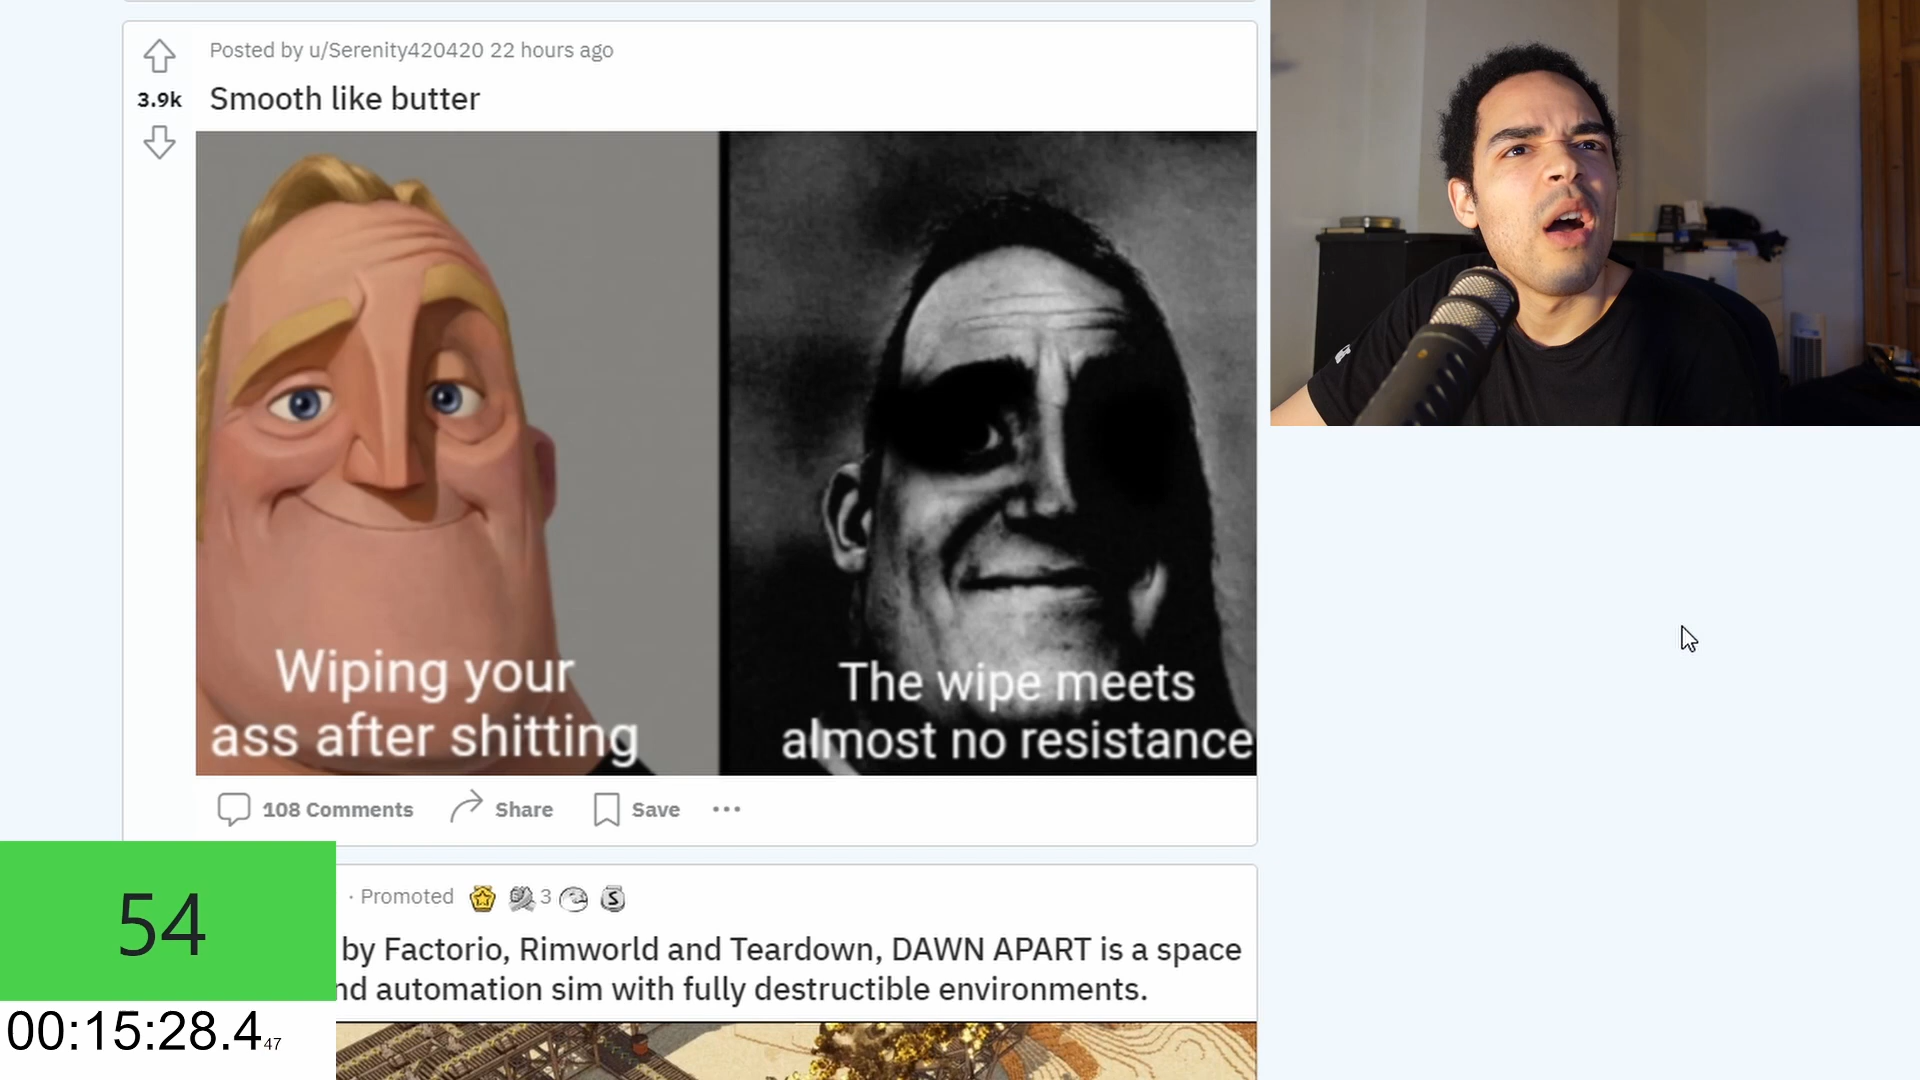 Posted by u/Serenity420420 22 hours ago
3.9k
Smooth like butter
Wiping your
ass after shitting
The wipe meets
almost no resistance
108 Comments
Share
Save
54
· Promoted
3
by Factorio, Rimworld and Teardown, DAWN APART is a space
nd automation sim with fully destructible environments.
00:15:28.447